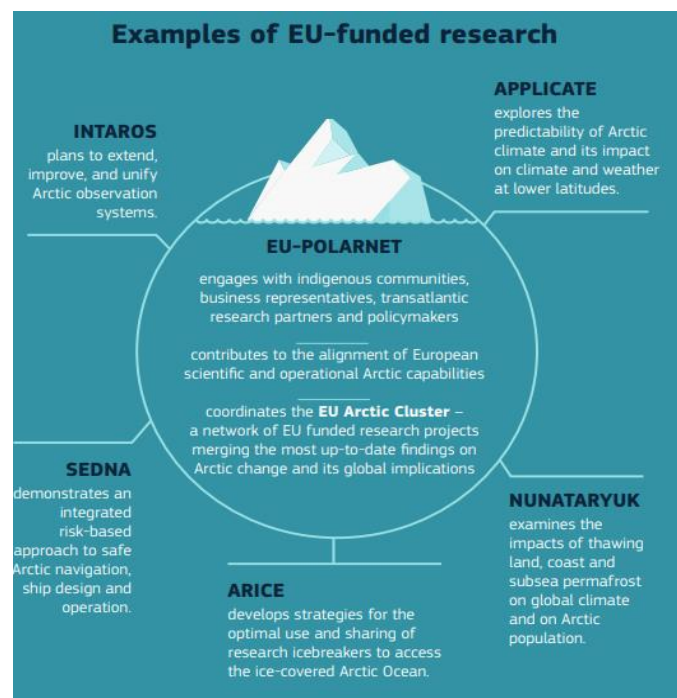 Examples of EU-funded research
APPLICATE
explores the
predictability of Arctic
climate and its impact
on climate and weather
at lower latitudes.
INTAROS
plans to extend,
improve, and unify
Arctic observation
systems.
EU-POLARNET
engages with indigenous communities,
business representatives, transatlantic
research partners and policymakers
contributes to the alignment of European
scientific and operational Arctic capabilities
coordinates the EU Arctic Cluster –
a network of EU funded research projects
merging the most up-to-date findings on
Arctic change and its global implications
SEDNA
demonstrates an
integrated
risk-based
approach to safe
Arctic navigation,
ship design and
operation.
ARICE
develops strategies for the
optimal use and sharing of
research icebreakers to access
the ice-covered Arctic Ocean.
NUNATARYUK
examines the
impacts of thawing
land, coast and
subsea permafrost
on global climate
and on Arctic
population.